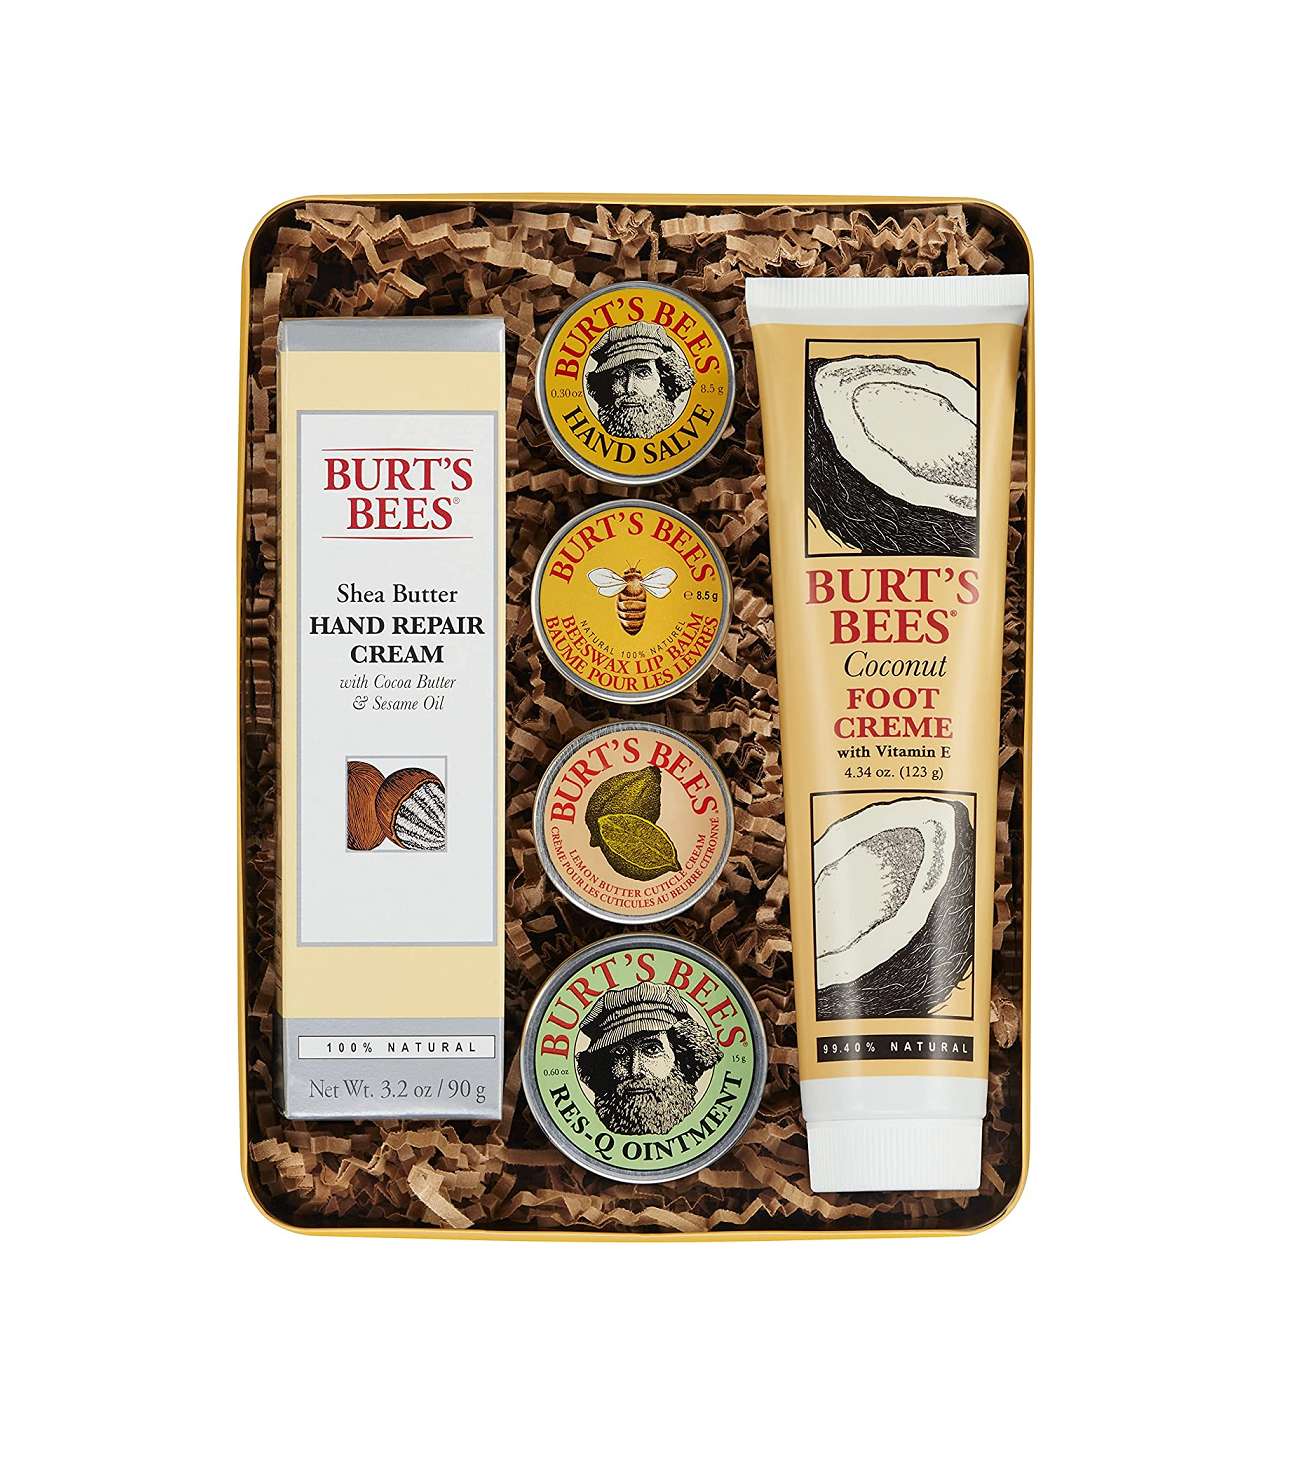 BURT'S
BEES®
Shea Butter
HAND REPAIR
CREAM
with Cocoa Butter
& Sesame Oil
100% NATURAL
Net Wt. 3.2 oz / 90 g
BURT'S BEES®
0.30 oz 8.5 g
HAND SALVE
BURT'S BEES®
℮ 8.5 g
NATURAL 100% NATUREL
BEESWAX LIP BALM
BAUME POUR LES LÈVRES
BURT'S BEES®
LEMON BUTTER CUTICLE CREAM
CRÈME POUR LES CUTICULES AU BEURRE CITRONNÉ
BURT'S BEES®
0.60 oz 15 g
RES-Q OINTMENT
BURT'S
BEES®
Coconut
FOOT
CREME
with Vitamin E
4.34 oz. (123 g)
99.40% NATURAL